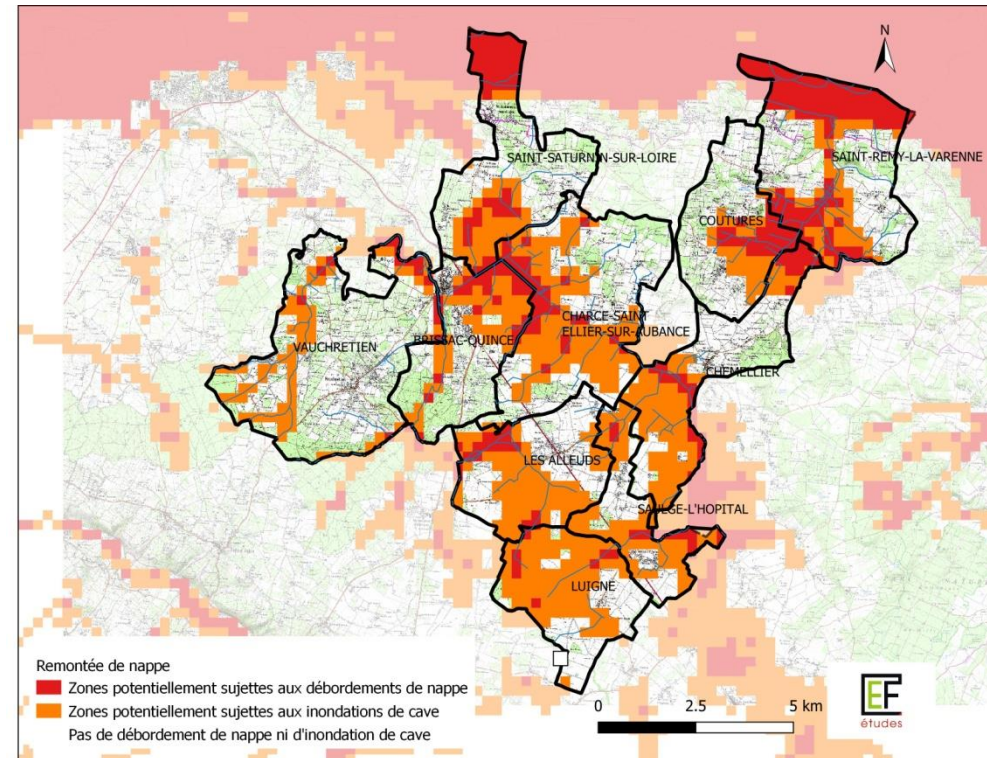 N
SAINT-SATURNIN-SUR-LOIRE
SAINT-REMY-LA-VARENNE
COUTURES
CHARCE-SAINT
ELLIER-SUR-AUBANCE
VAUCHRETIEN
BRISSAC-QUINCE
CHEMELLIER
LES ALLEUDS
SAULGE-L'HOPITAL
LUIGNE
Remontée de nappe
Zones potentiellement sujettes aux débordements de nappe
Zones potentiellement sujettes aux inondations de cave
Pas de débordement de nappe ni d'inondation de cave
0 2.5 5 km
EF
études